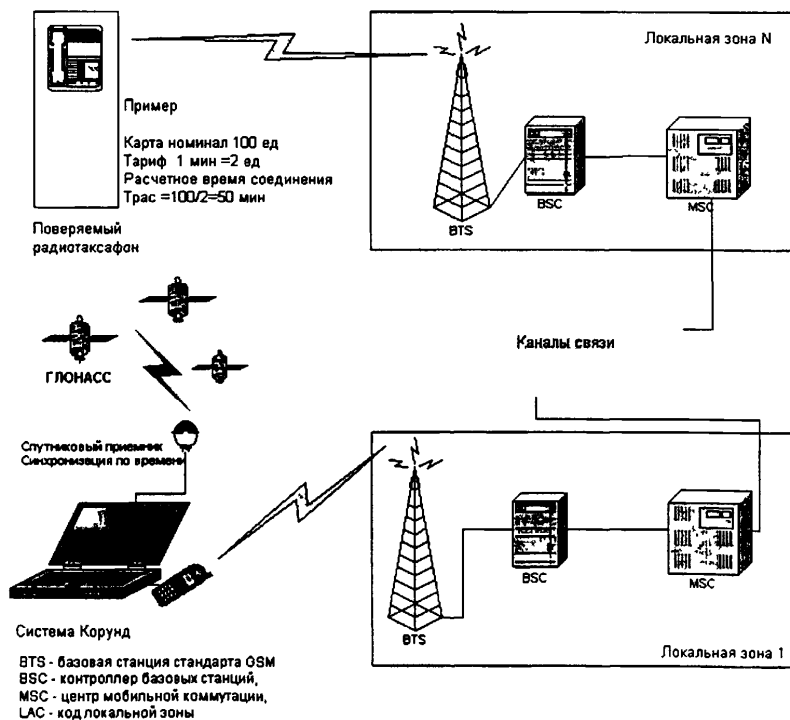 Локальная зона N
Пример
Карта номинал 100 ед
Тариф 1 мин =2 ед
Расчетное время соединения
Трас =100/2=50 мин
BTS
BSC
MSC
Поверяемый
радиотаксафон
Каналы связи
ГЛОНАСС
Спутниковый приемник
Синхронизация по времени
BTS
BSC
MSC
Локальная зона 1
Система Корунд
BTS - базовая станция стандарта GSM
BSC - контроллер базовых станций,
MSC - центр мобильной коммутации,
LAC - код локальной зоны